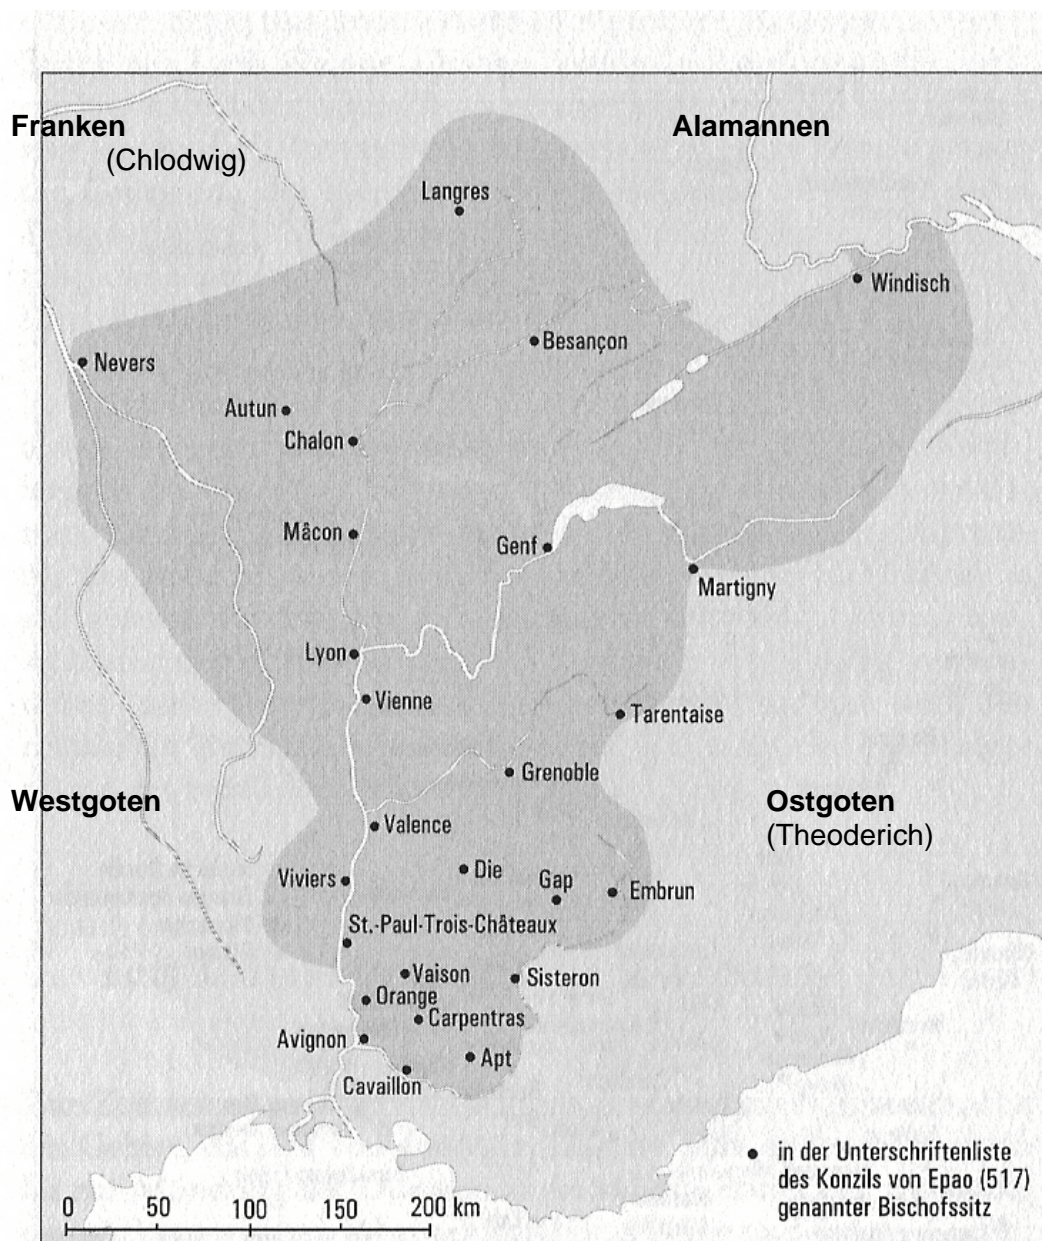 Franken
(Chlodwig)
Alamannen
Langres
Windisch
Besançon
Nevers
Autun
Chalon
Mâcon
Genf
Martigny
Lyon
Vienne
Tarentaise
Grenoble
Westgoten
Ostgoten
(Theoderich)
Valence
Die
Viviers
Gap
Embrun
St.-Paul-Trois-Châteaux
Vaison
Sisteron
Orange
Carpentras
Avignon
Apt
Cavaillon
in der Unterschriftenliste
des Konzils von Epao (517)
genannter Bischofssitz
0 50 100 150 200 km